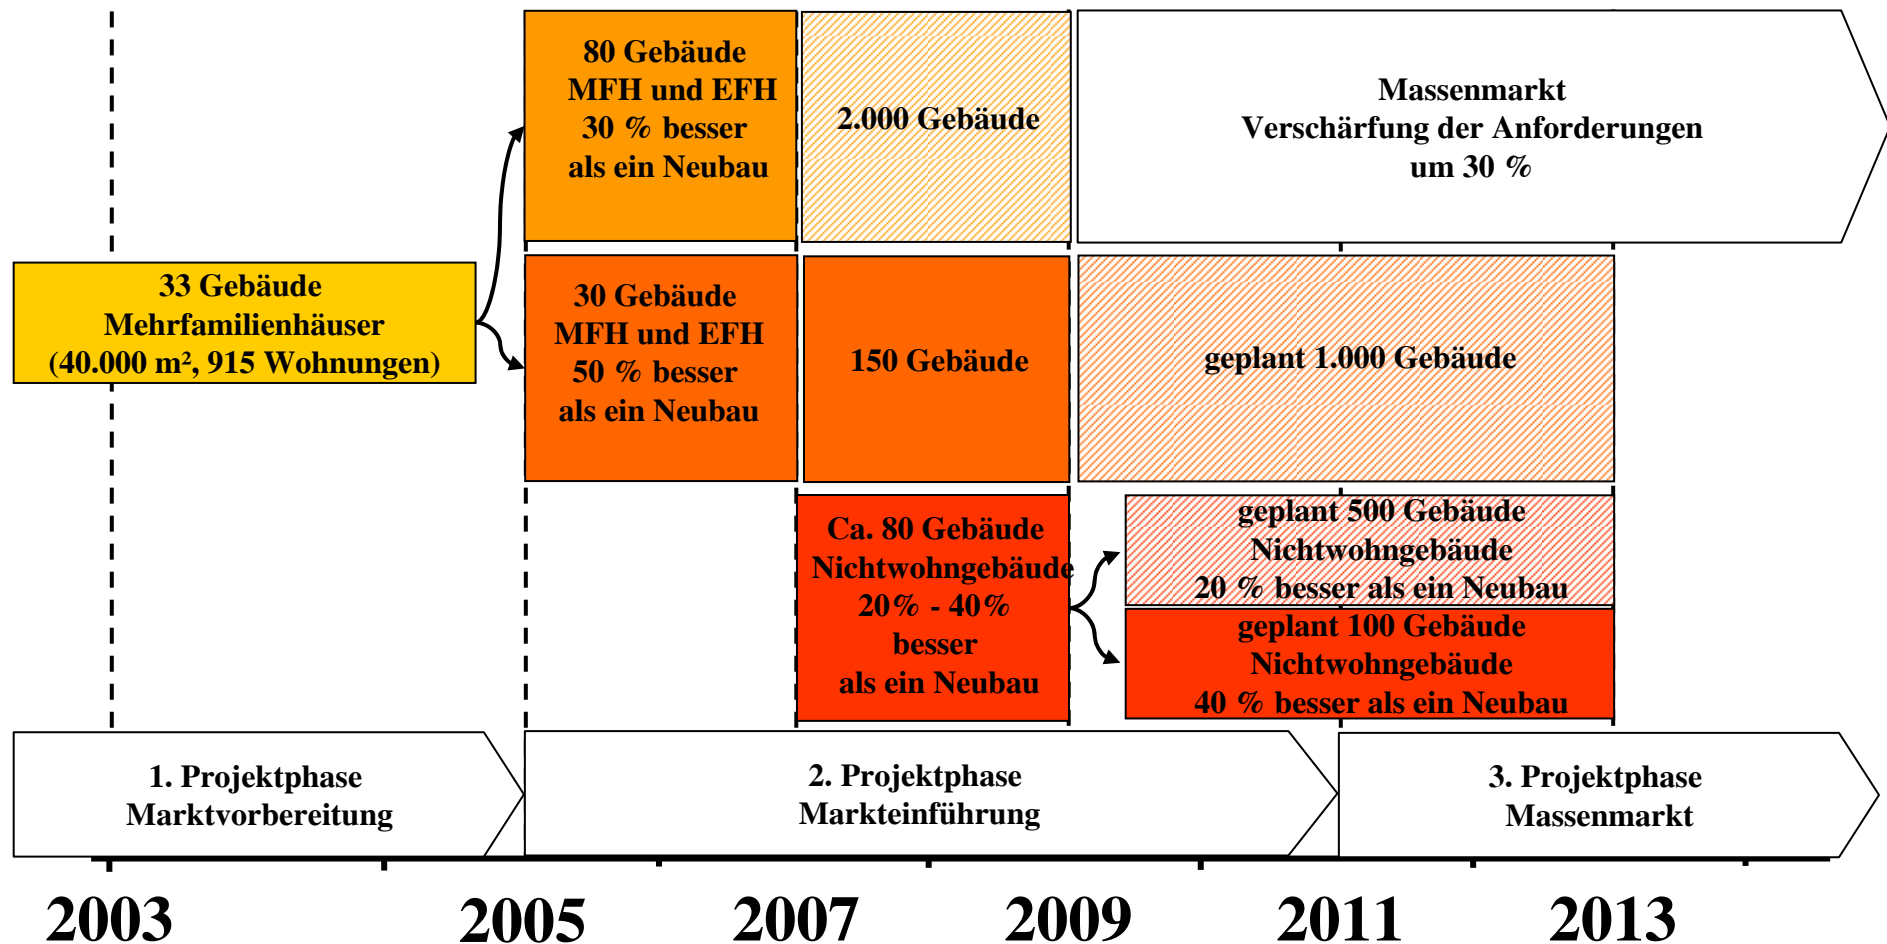 80 Gebäude
MFH und EFH
30 % besser
als ein Neubau
2.000 Gebäude
Massenmarkt
Verschärfung der Anforderungen
um 30 %
33 Gebäude
Mehrfamilienhäuser
(40.000 m², 915 Wohnungen)
30 Gebäude
MFH und EFH
50 % besser
als ein Neubau
150 Gebäude
geplant 1.000 Gebäude
Ca. 80 Gebäude
Nichtwohngebäude
20% - 40%
besser
als ein Neubau
geplant 500 Gebäude
Nichtwohngebäude
20 % besser als ein Neubau
geplant 100 Gebäude
Nichtwohngebäude
40 % besser als ein Neubau
1. Projektphase
Marktvorbereitung
2. Projektphase
Markteinführung
3. Projektphase
Massenmarkt
2003 2005 2007 2009 2011 2013